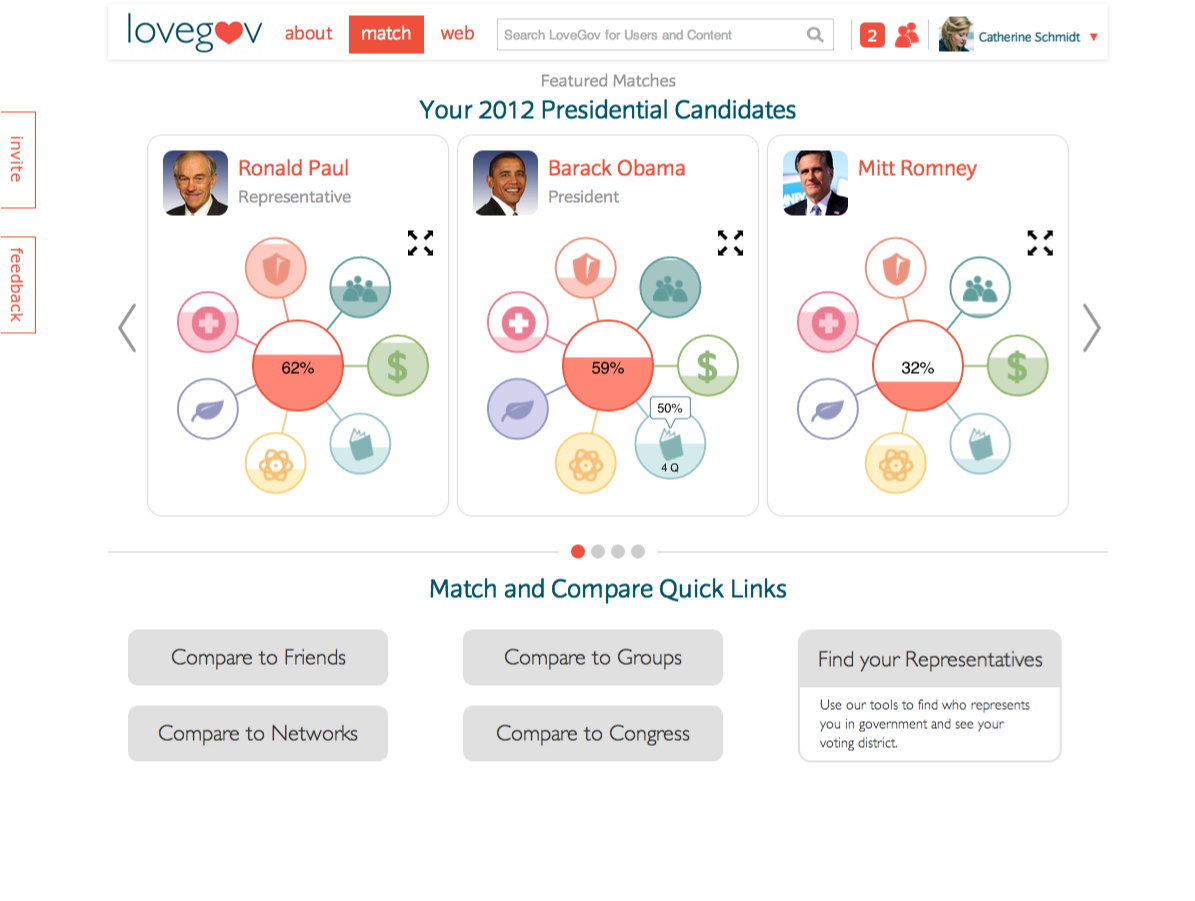 lovegov
about
match
web
Search LoveGov for Users and Content
2
Catherine Schmidt
invite
feedback
Featured Matches
Your 2012 Presidential Candidates
Ronald Paul
Representative
62%
Barack Obama
President
59%
50%
4 Q
Mitt Romney
32%
$
$
$
Match and Compare Quick Links
Compare to Friends
Compare to Groups
Find your Representatives
Use our tools to find who represents
you in government and see your
voting district.
Compare to Networks
Compare to Congress